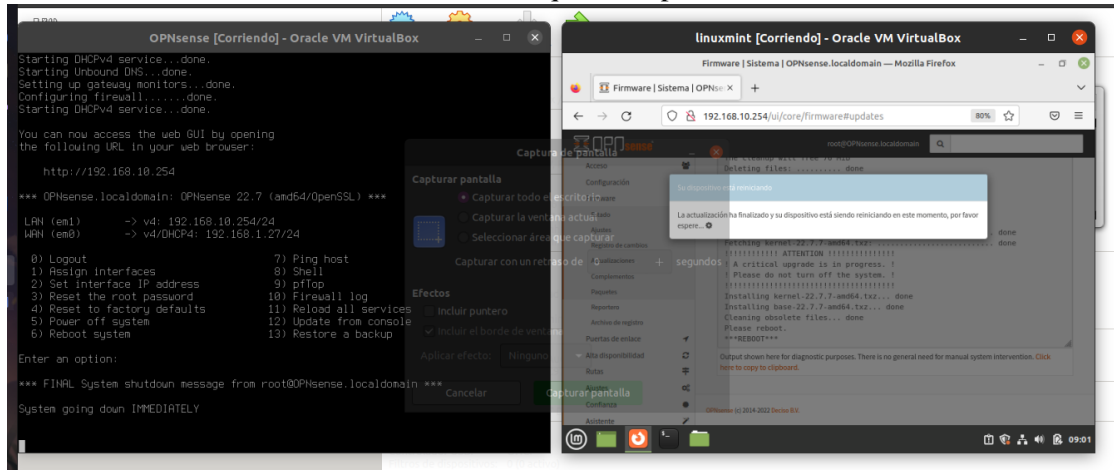 OPNsense [Corriendo] - Oracle VM VirtualBox
Starting DHCPv4 service...done.
Starting Unbound DNS...done.
Setting up gateway monitors...done.
Configuring firewall.......done.
Starting DHCPv4 service...done.
You can now access the web GUI by opening
the following URL in your web browser:
http://192.168.10.254
*** OPNsense.localdomain: OPNsense 22.7 (amd64/OpenSSL) ***
LAN (em1) -> v4: 192.168.10.254/24
WAN (em0) -> v4/DHCP4: 192.168.1.27/24
0) Logout 7) Ping host
1) Assign interfaces 8) Shell
2) Set interface IP address 9) pfTop
3) Reset the root password 10) Firewall log
4) Reset to factory defaults 11) Reload all services
5) Power off system 12) Update from console
6) Reboot system 13) Restore a backup
Enter an option:
*** FINAL System shutdown message from root@OPNsense.localdomain ***
System going down IMMEDIATELY
Captura de pantalla
Capturar pantalla
Capturar todo el escritorio
Capturar la ventana actual
Seleccionar área que capturar
Capturar con un retraso de 0 + segundos
Efectos
Incluir puntero
Incluir el borde de ventana
Aplicar efecto: Ninguno
Cancelar Capturar pantalla
linuxmint [Corriendo] - Oracle VM VirtualBox
Firmware | Sistema | OPNsense.localdomain — Mozilla Firefox
Firmware | Sistema | OPNse
192.168.10.254/ui/core/firmware#updates 80%
OPNsense root@OPNsense.localdomain
Acceso
Configuración
Estado
Ajustes
Registro de cambios
Actualizaciones
Complementos
Paquetes
Reportero
Archivo de registro
Puertas de enlace
Alta disponibilidad
Rutas
Ajustes
Confianza
Asistente
The cleanup will free 70 MiB
Deleting files: .......... done
Su dispositivo está reiniciando
La actualización ha finalizado y su dispositivo está siendo reiniciando en este momento, por favor
espere...
done
Fetching kernel-22.7.7-amd64.txz: ........................ done
!!!!!!!!!!!! ATTENTION !!!!!!!!!!!!!!!
! A critical upgrade is in progress. !
! Please do not turn off the system. !
!!!!!!!!!!!!!!!!!!!!!!!!!!!!!!!!!!!!!!
Installing kernel-22.7.7-amd64.txz... done
Installing base-22.7.7-amd64.txz... done
Cleaning obsolete files... done
Please reboot.
***REBOOT***
Output shown here for diagnostic purposes. There is no general need for manual system intervention. Click
here to copy to clipboard.
OPNsense (c) 2014-2022 Deciso B.V.
09:01